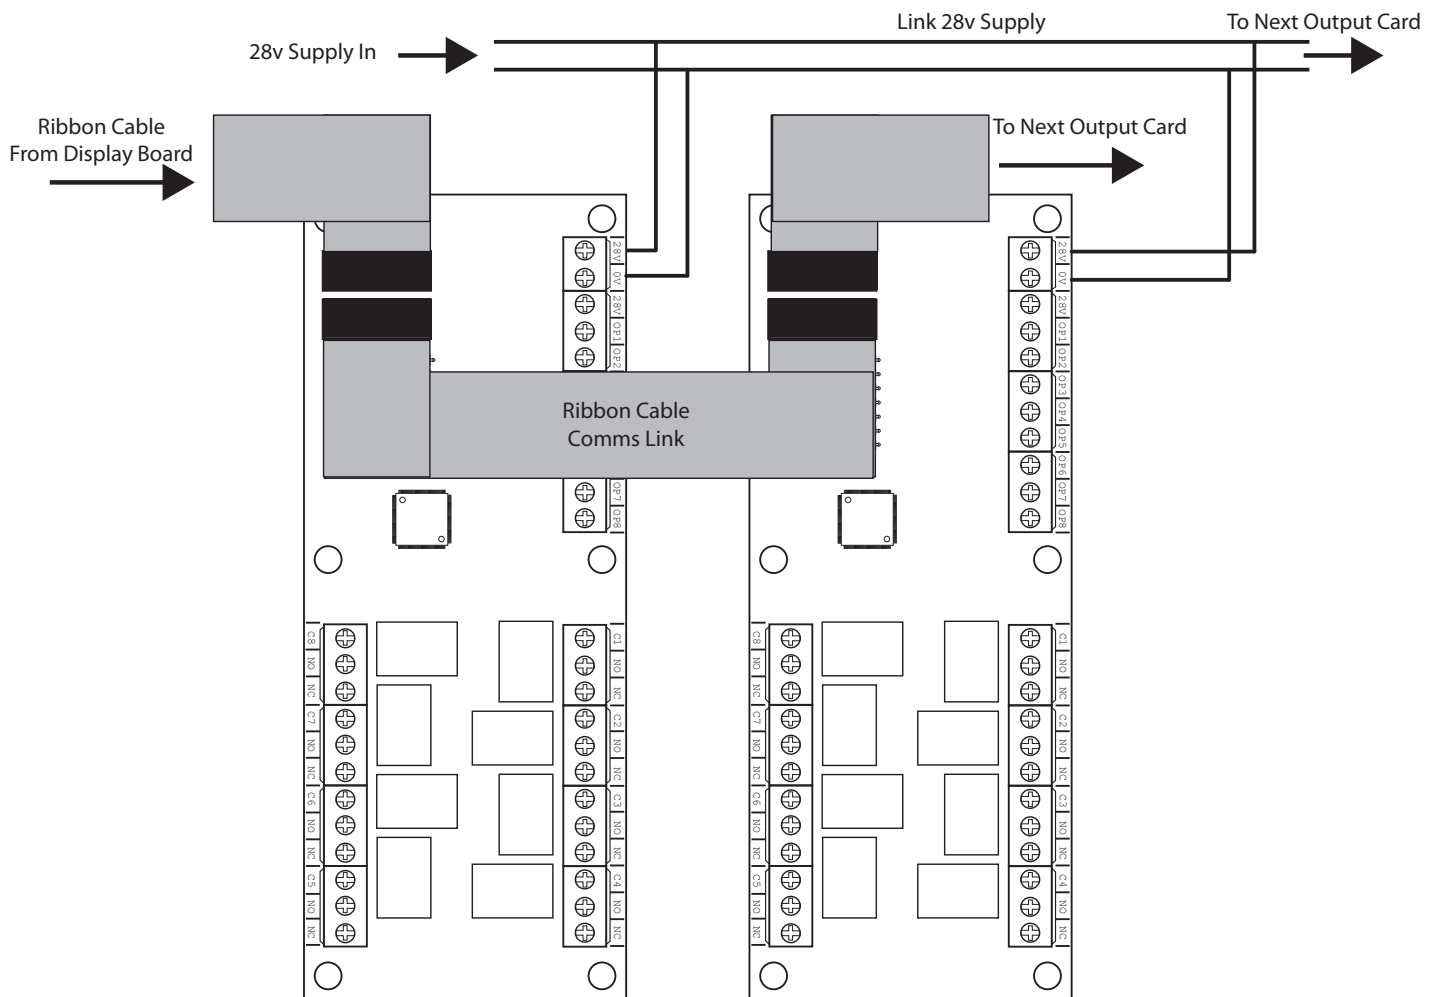 Link 28v Supply
To Next Output Card
28v Supply In
Ribbon Cable
From Display Board
To Next Output Card
28V
0V
28V
OP1
OP2
OP7
OP8
28V
0V
28V
OP1
OP2
OP3
OP4
OP5
OP6
OP7
OP8
Ribbon Cable
Comms Link
C8
NO
NC
C7
NO
NC
C6
NO
NC
C5
NO
NC
C1
NO
NC
C2
NO
NC
C3
NO
NC
C4
NO
NC
C8
NO
NC
C7
NO
NC
C6
NO
NC
C5
NO
NC
C1
NO
NC
C2
NO
NC
C3
NO
NC
C4
NO
NC